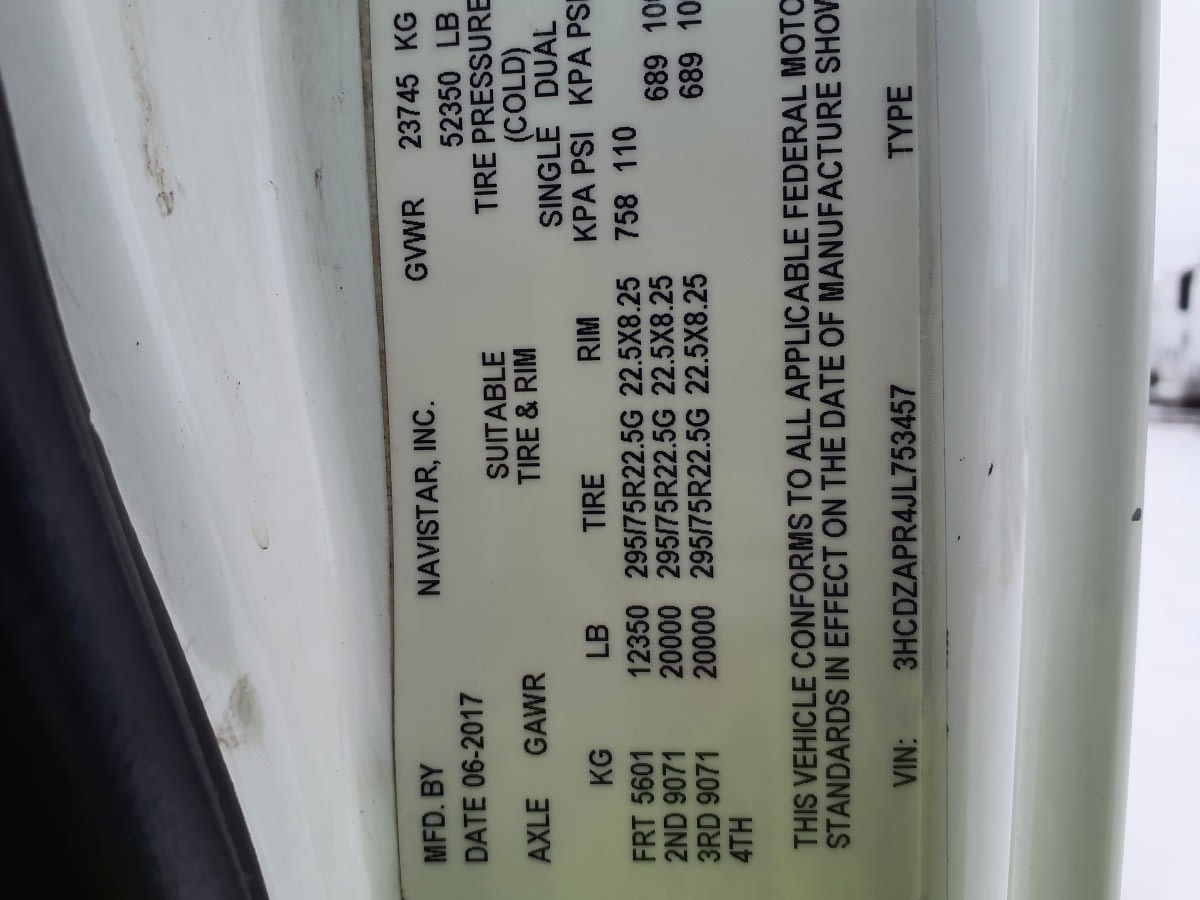 MFD. BY NAVISTAR, INC. GVWR 23745 KG
DATE 06-2017 52350 LB
SUITABLE TIRE PRESSURE
TIRE & RIM (COLD)
AXLE GAWR SINGLE DUAL
KG LB TIRE RIM KPA PSI KPA PSI
FRT 5601 12350 295/75R22.5G 22.5X8.25 758 110
2ND 9071 20000 295/75R22.5G 22.5X8.25 689
3RD 9071 20000 295/75R22.5G 22.5X8.25 689
4TH
THIS VEHICLE CONFORMS TO ALL APPLICABLE FEDERAL MOTO
STANDARDS IN EFFECT ON THE DATE OF MANUFACTURE SHOW
VIN: 3HCDZAPR4JL753457 TYPE